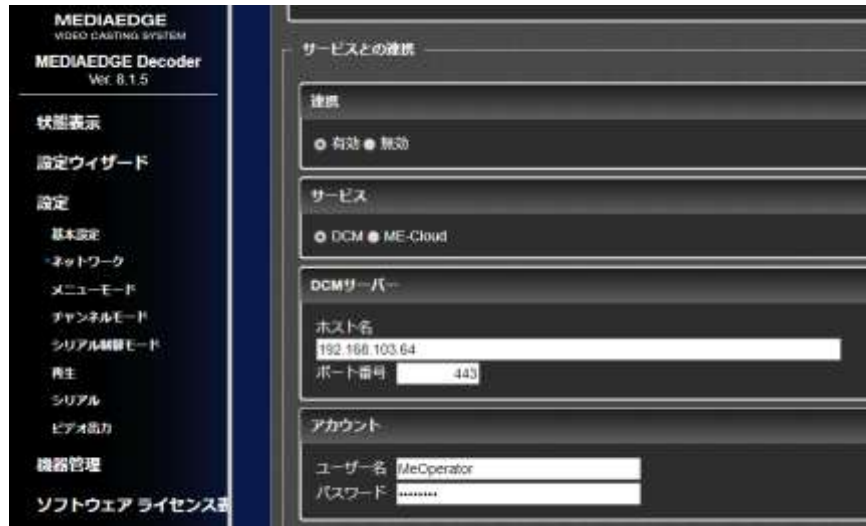 MEDIAEDGE
VIDEO CASTING SYSTEM
MEDIAEDGE Decoder
Ver. 8.1.5
状態表示
設定ウィザード
設定
基本設定
ネットワーク
メニューモード
チャンネルモード
シリアル制御モード
再生
シリアル
ビデオ出力
機器管理
ソフトウェア ライセンス
サービスとの連携
連携
有効 無効
サービス
DCM ME-Cloud
DCMサーバー
ホスト名
192.168.103.64
ポート番号 443
アカウント
ユーザー名 MeOperator
パスワード ••••••••